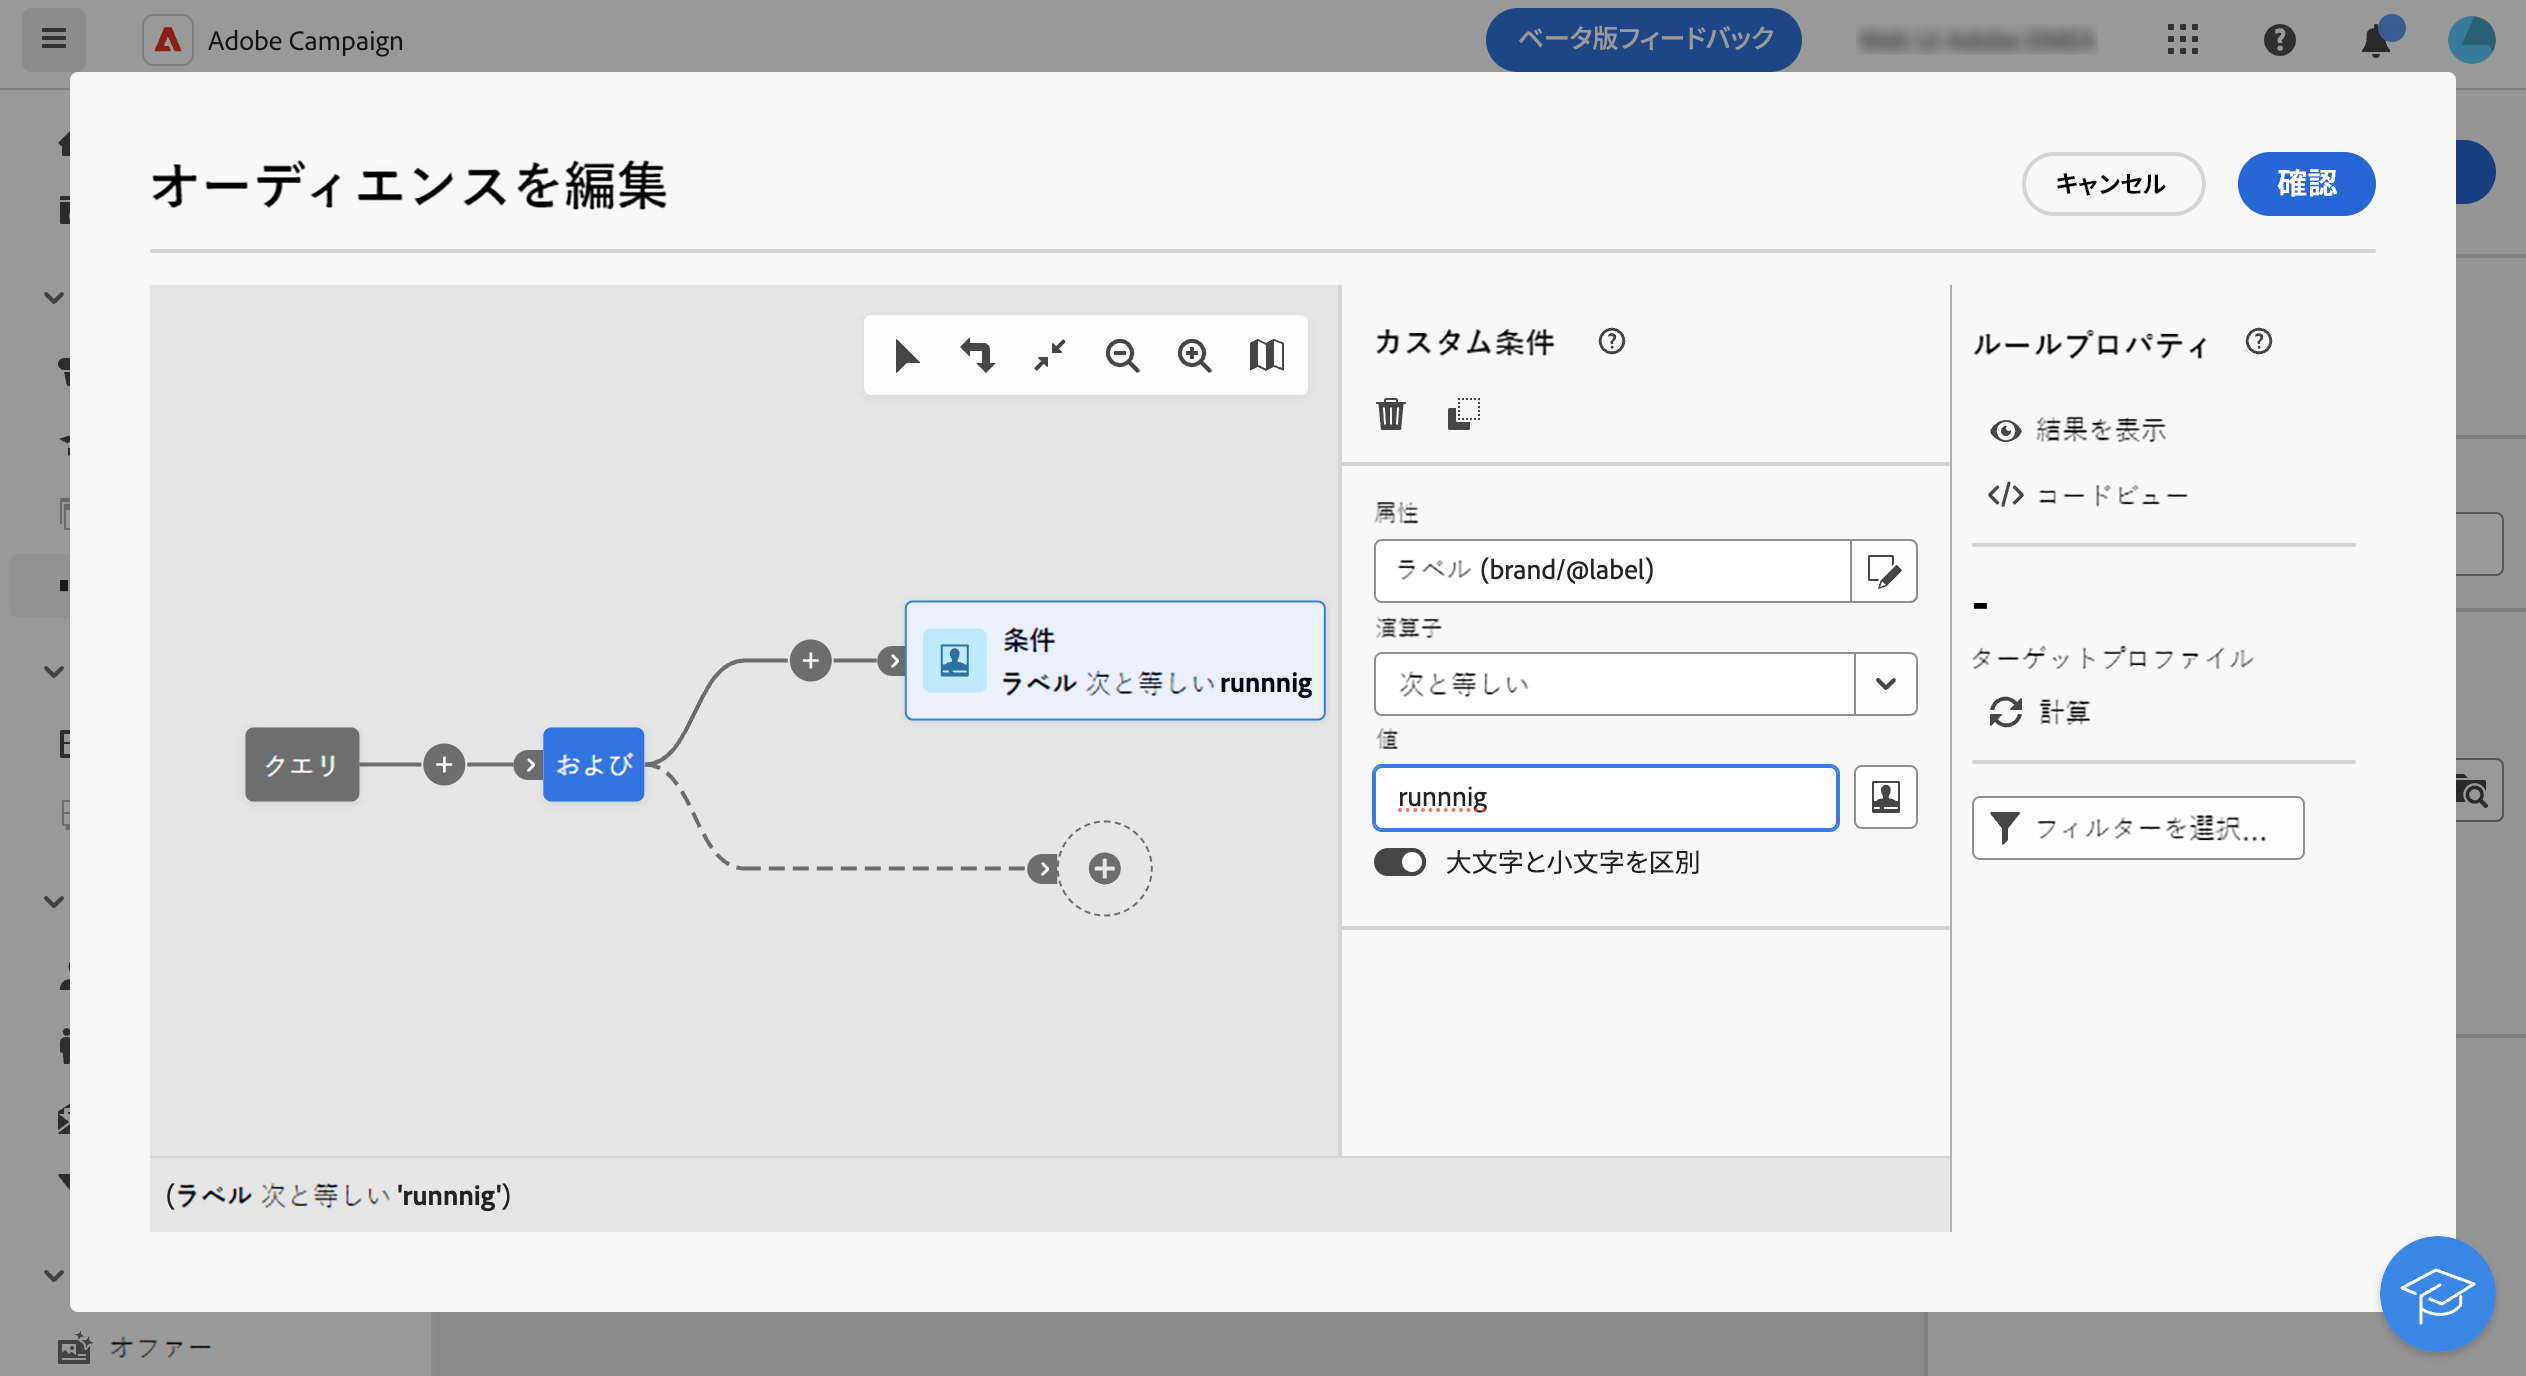 Adobe Campaign
ベータ版フィードバック
オーディエンスを編集
キャンセル
確認
カスタム条件
属性
ラベル (brand/@label)
演算子
次と等しい
値
runnnig
大文字と小文字を区別
ルールプロパティ
結果を表示
</> コードビュー
-
ターゲットプロファイル
計算
フィルターを選択...
クエリ
および
条件
ラベル 次と等しい runnnig
(ラベル 次と等しい 'runnnig')
オファー